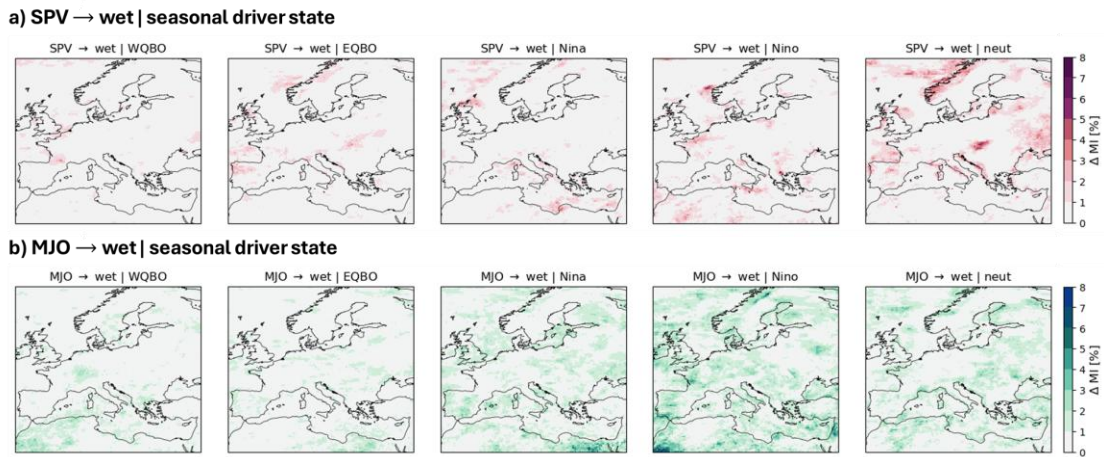 a) SPV → wet | seasonal driver state
SPV → wet | WQBO
SPV → wet | EQBO
SPV → wet | Nina
SPV → wet | Nino
SPV → wet | neut
8
7
6
5
4
3
2
1
0
Δ MI [%]
b) MJO → wet | seasonal driver state
MJO → wet | WQBO
MJO → wet | EQBO
MJO → wet | Nina
MJO → wet | Nino
MJO → wet | neut
8
7
6
5
4
3
2
1
0
Δ MI [%]